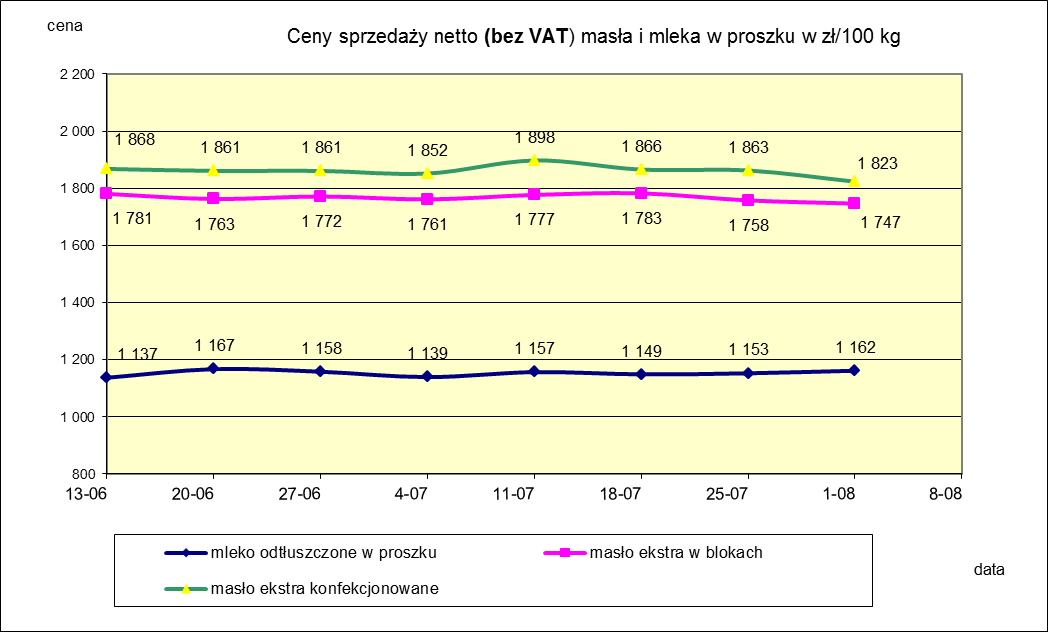 cena
Ceny sprzedaży netto (bez VAT) masła i mleka w proszku w zł/100 kg
2 200
2 000
1 800
1 600
1 400
1 200
1 000
800
1 868 1 861 1 861 1 852 1 898 1 866 1 863 1 823
1 781 1 763 1 772 1 761 1 777 1 783 1 758 1 747
1 137 1 167 1 158 1 139 1 157 1 149 1 153 1 162
13-06 20-06 27-06 4-07 11-07 18-07 25-07 1-08 8-08
mleko odtłuszczone w proszku masło ekstra w blokach
masło ekstra konfekcjonowane
data